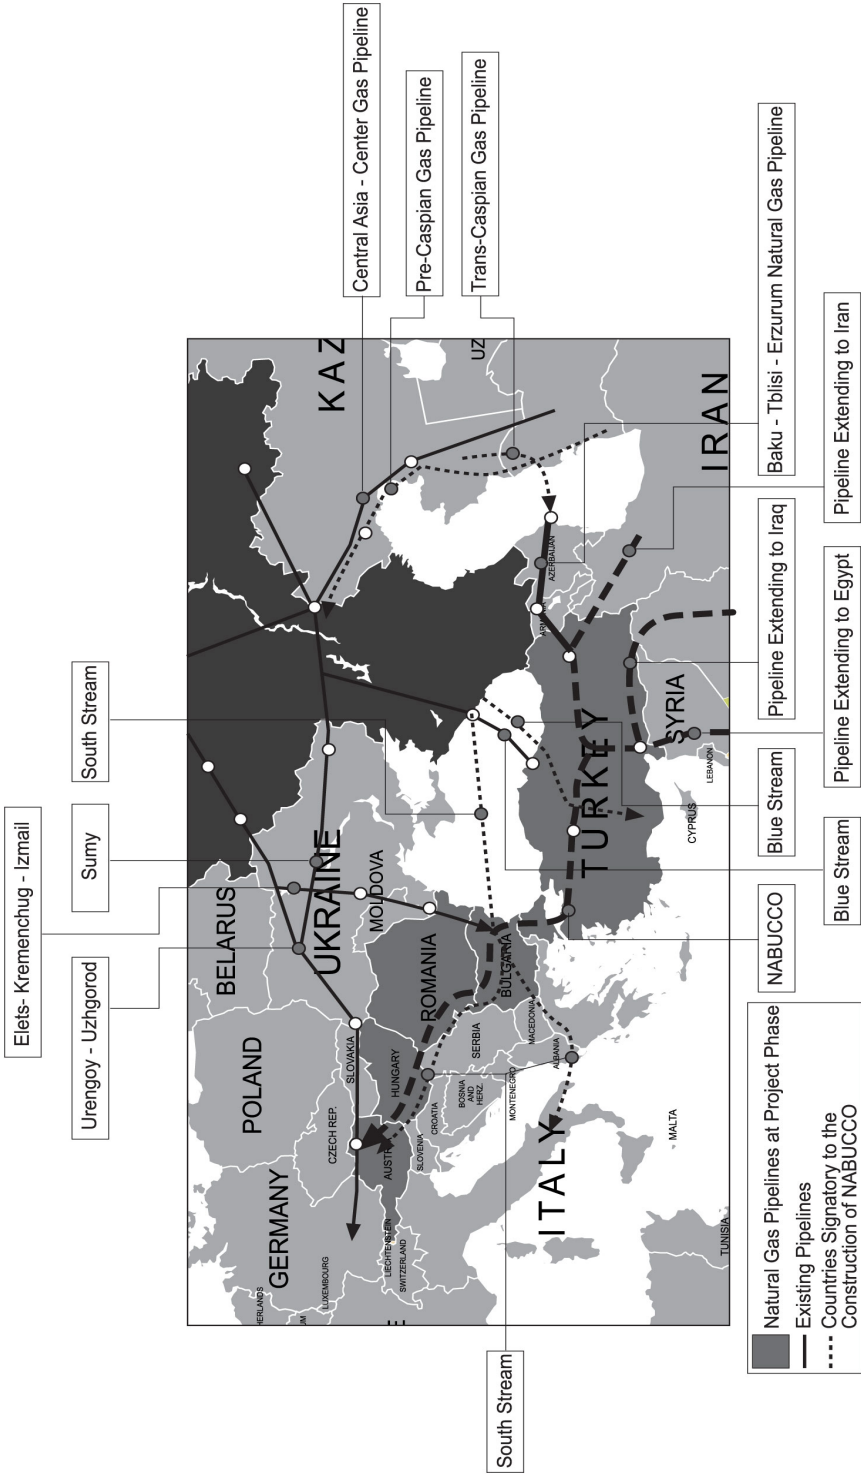 Elets- Kremenchug - Izmail
Urengoy - Uzhgorod
Sumy
South Stream
BELARUS
POLAND
GERMANY
HERLANDS
UM
LUXEMBOURG
CZECH REP.
SLOVAKIA
UKRAINE
MOLDOVA
KAZ
Central Asia - Center Gas Pipeline
Pre-Caspian Gas Pipeline
Trans-Caspian Gas Pipeline
LIECHTENSTEIN
SWITZERLAND
AUSTR
HUNGARY
ROMANIA
SLOVENIA
CROATIA
BOSNIA
AND
HERZ.
SERBIA
BULGARIA
UZ
South Stream
MONTENEGRO
MACEDONIA
ALBANIA
ITALY
AZERBAIJAN
TURKEY
MALTA
CYPRUS
SYRIA
LEBANON
IRAN
TUNISIA
NABUCCO
Blue Stream
Pipeline Extending to Iraq
Baku - Tblisi - Erzurum Natural Gas Pipeline
Blue Stream
Pipeline Extending to Egypt
Pipeline Extending to Iran
Natural Gas Pipelines at Project Phase
Existing Pipelines
Countries Signatory to the
Construction of NABUCCO